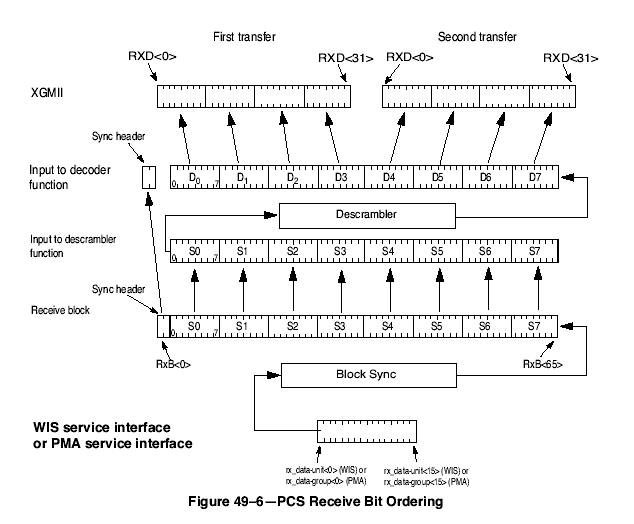 First transfer Second transfer
RXD<0> RXD<31> RXD<0> RXD<31>
XGMII
Sync header
Input to decoder
function
D0 D1 D2 D3 D4 D5 D6 D7
0 7
Descrambler
Input to descrambler
function
S0 S1 S2 S3 S4 S5 S6 S7
0 7
Sync header
Receive block
S0 S1 S2 S3 S4 S5 S6 S7
0 7
RxB<0> RxB<65>
Block Sync
WIS service interface
or PMA service interface
rx_data-unit<0> (WIS) or rx_data-unit<15> (WIS) or
rx_data-group<0> (PMA) rx_data-group<15> (PMA)
Figure 49–6—PCS Receive Bit Ordering